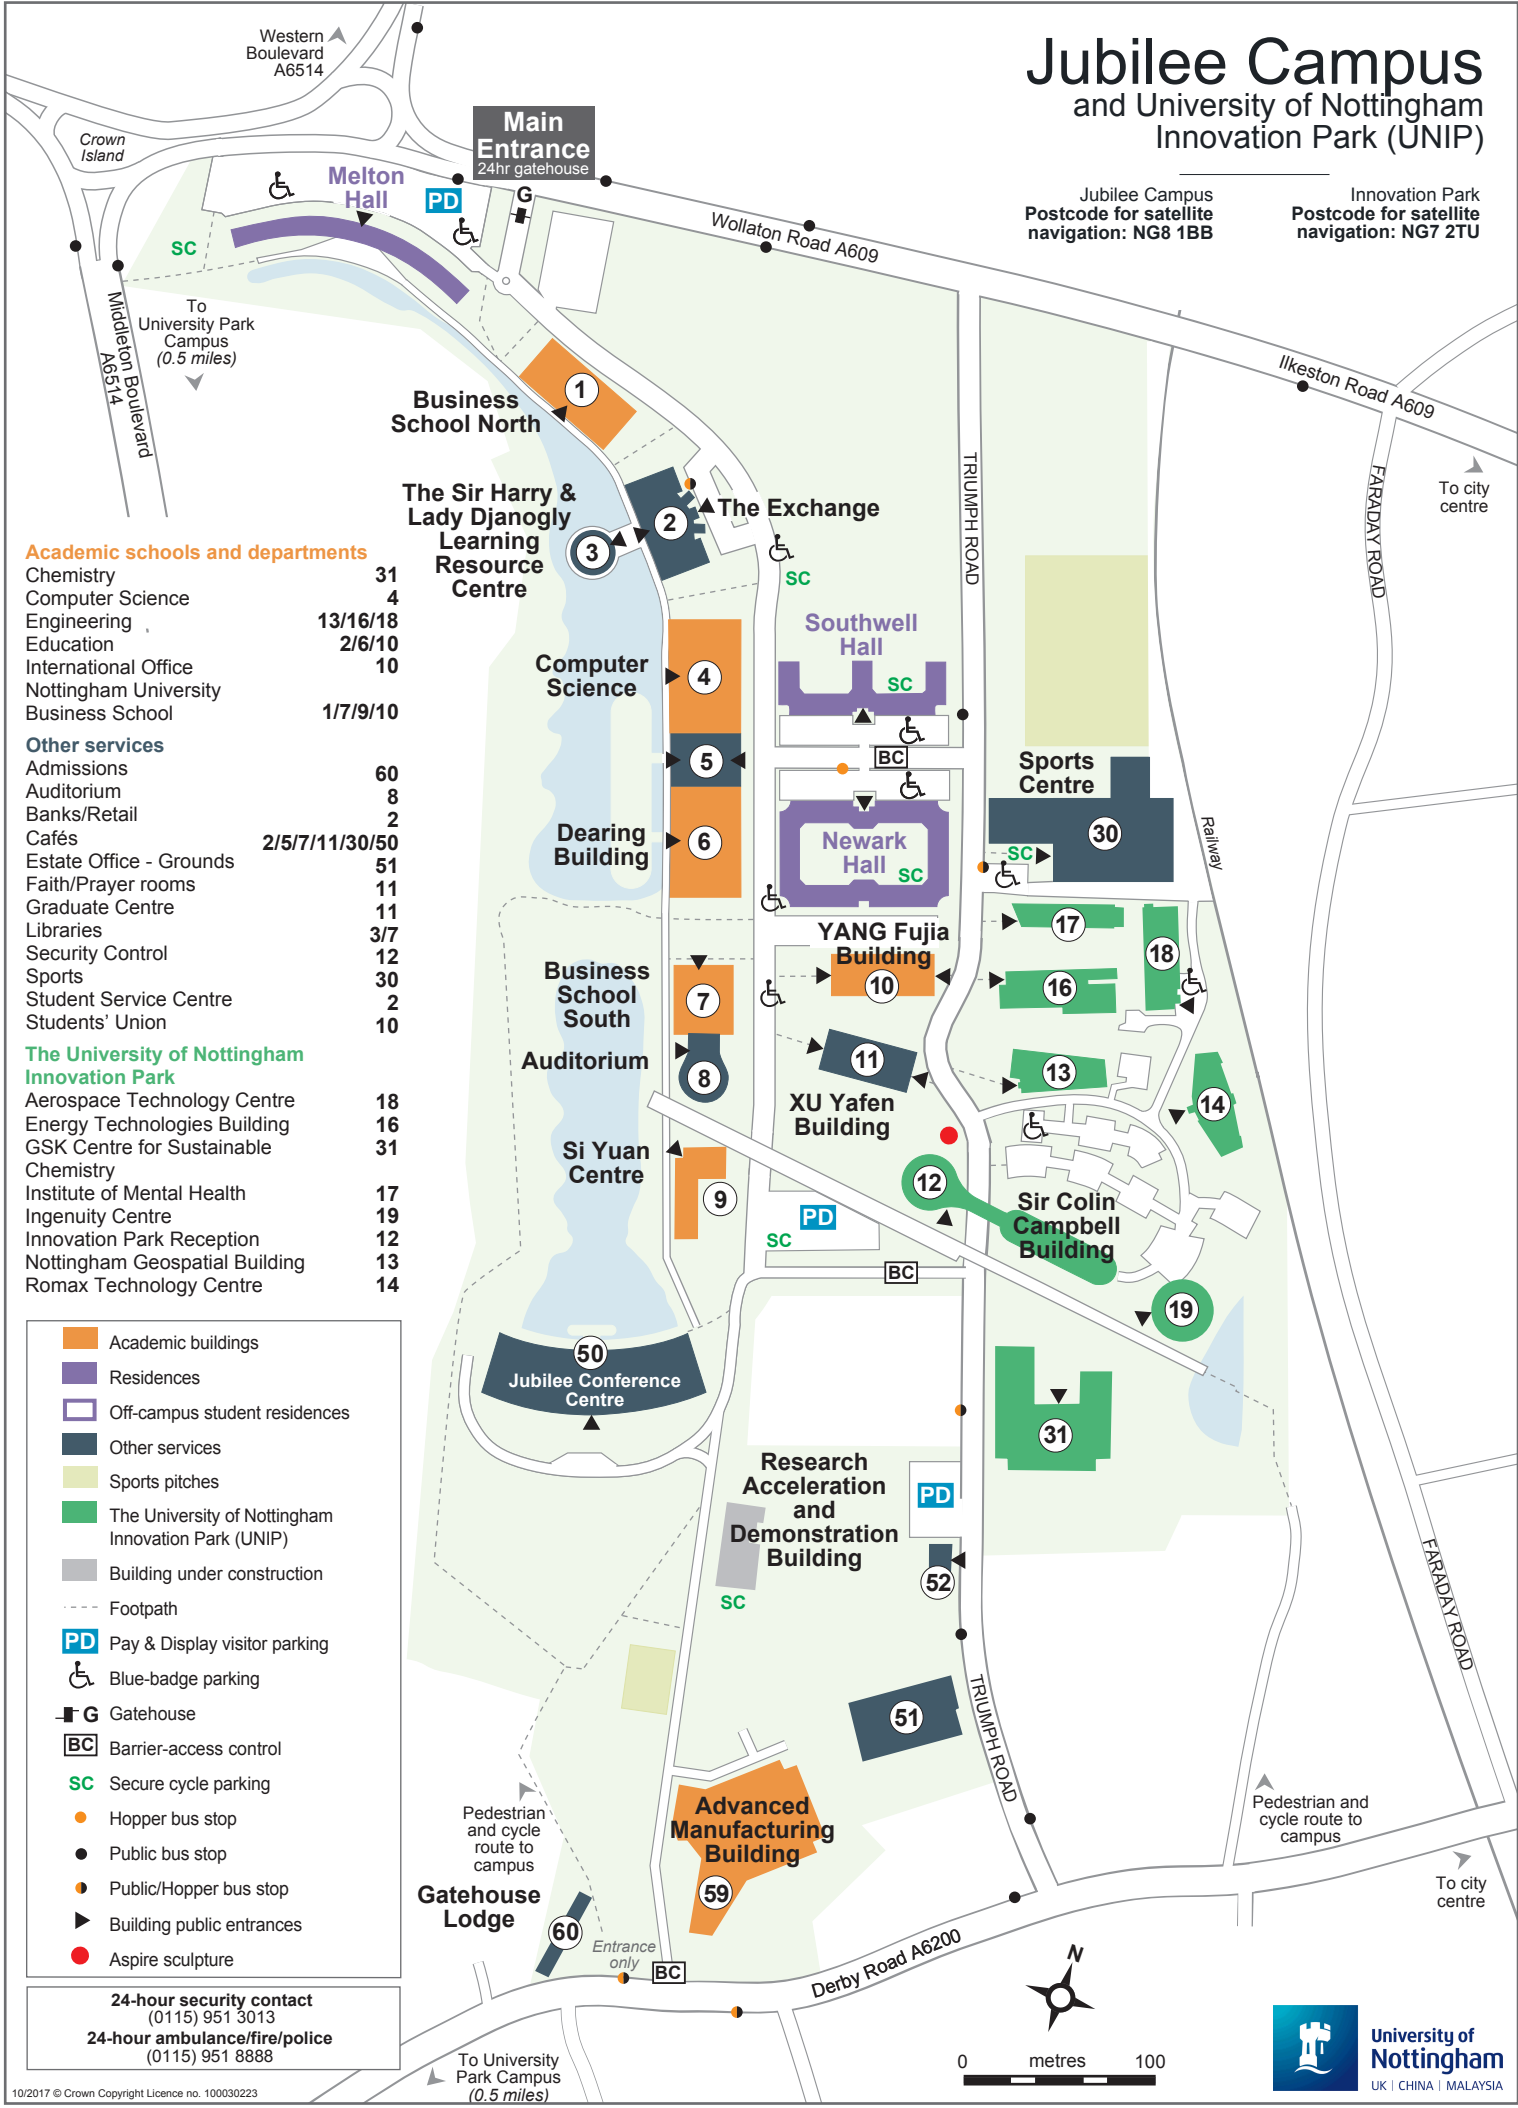 Jubilee Campus
and University of Nottingham
Innovation Park (UNIP)
Jubilee Campus
Postcode for satellite
navigation: NG8 1BB
Innovation Park
Postcode for satellite
navigation: NG7 2TU
Western
Boulevard
A6514
Crown
Island
Main
Entrance
24hr gatehouse
G
Melton
Hall
PD
SC
Wollaton Road A609
Ilkeston Road A609
To
University Park
Campus
(0.5 miles)
Middleton Boulevard
A6514
1
Business
School North
The Sir Harry &
Lady Djanogly
Learning
Resource
Centre
2
3
The Exchange
SC
TRIUMPH ROAD
FARADAY ROAD
To city
centre
Southwell
Hall
SC
Computer
Science
4
5
BC
Sports
Centre
30
SC
Railway
Dearing
Building
6
Newark
Hall
SC
17
18
YANG Fujia
Building
10
16
Business
School
South
7
Auditorium
8
11
XU Yafen
Building
13
14
Si Yuan
Centre
9
12
PD
SC
Sir Colin
Campbell
Building
BC
19
50
Jubilee Conference
Centre
31
Research
Acceleration
and
Demonstration
Building
PD
SC
52
FARADAY ROAD
51
TRIUMPH ROAD
Advanced
Manufacturing
Building
59
Pedestrian
and cycle
route to
campus
Pedestrian and
cycle route to
campus
Gatehouse
Lodge
60
Entrance
only
BC
Derby Road A6200
To city
centre
To University
Park Campus
(0.5 miles)
N
0 metres 100
Academic schools and departments
Chemistry 31
Computer Science 4
Engineering 13/16/18
Education 2/6/10
International Office 10
Nottingham University
Business School 1/7/9/10
Other services
Admissions 60
Auditorium 8
Banks/Retail 2
Cafés 2/5/7/11/30/50
Estate Office - Grounds 51
Faith/Prayer rooms 11
Graduate Centre 11
Libraries 3/7
Security Control 12
Sports 30
Student Service Centre 2
Students' Union 10
The University of Nottingham
Innovation Park
Aerospace Technology Centre 18
Energy Technologies Building 16
GSK Centre for Sustainable 31
Chemistry
Institute of Mental Health 17
Ingenuity Centre 19
Innovation Park Reception 12
Nottingham Geospatial Building 13
Romax Technology Centre 14
Academic buildings
Residences
Off-campus student residences
Other services
Sports pitches
The University of Nottingham
Innovation Park (UNIP)
Building under construction
Footpath
PD Pay & Display visitor parking
Blue-badge parking
G Gatehouse
BC Barrier-access control
SC Secure cycle parking
Hopper bus stop
Public bus stop
Public/Hopper bus stop
Building public entrances
Aspire sculpture
24-hour security contact
(0115) 951 3013
24-hour ambulance/fire/police
(0115) 951 8888
10/2017 © Crown Copyright Licence no. 100030223
University of
Nottingham
UK | CHINA | MALAYSIA